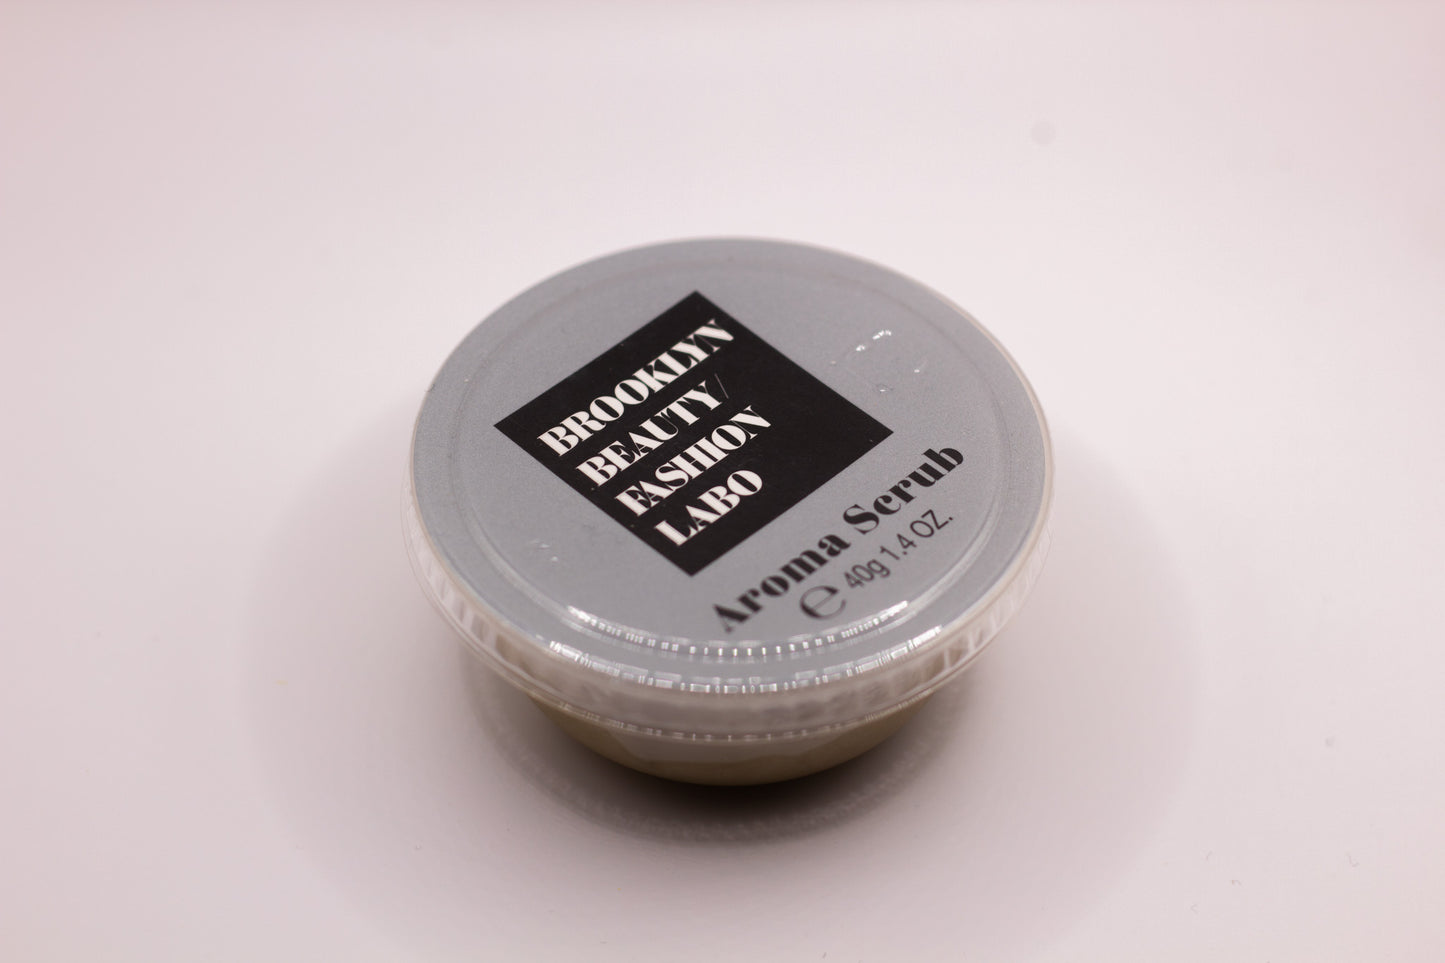 BROOKLYN
BEAUTY/
FASHION
LABO
Aroma Scrub
℮ 40g 1.4 OZ.